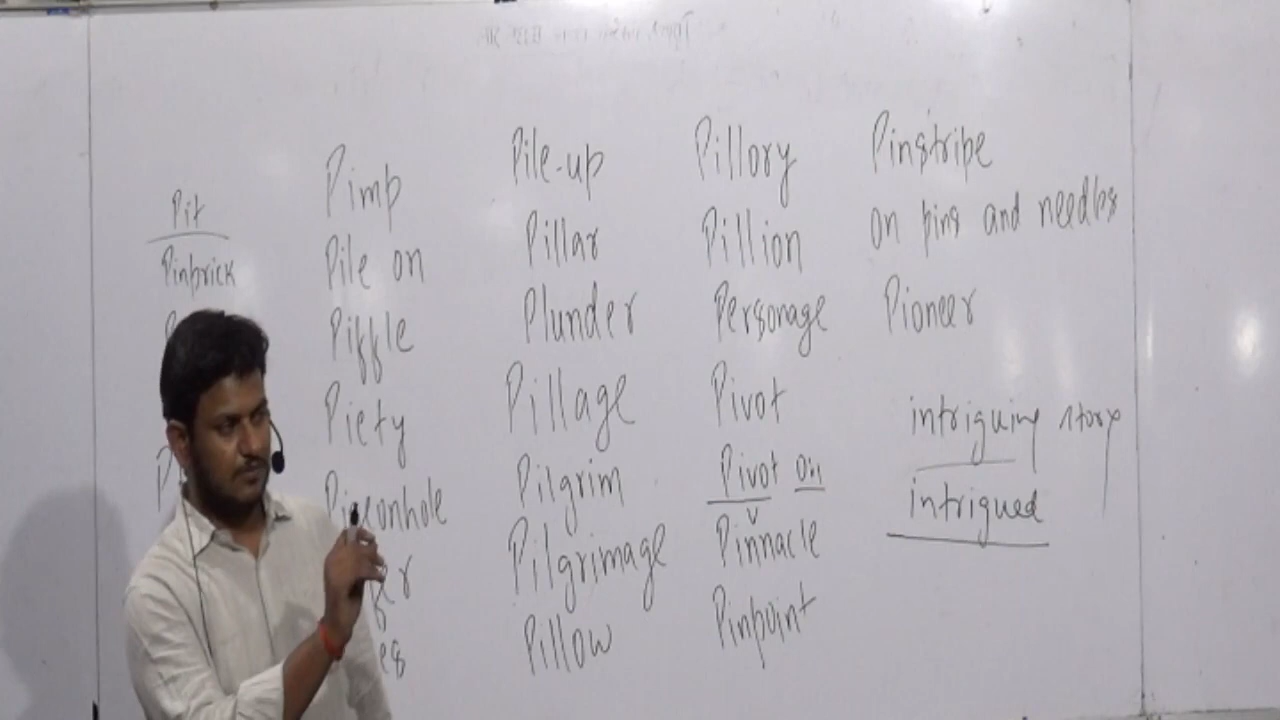 Pit
Pinprick
Pimp
Pile on
Piffle
Piety
Pigeonhole
Pile-up
Pillar
Plunder
Pillage
Pilgrim
Pilgrimage
Pillow
Pillory
Pillion
Personage
Pivot
Pivot on
Pinnacle
Pinpoint
Pinstripe
on pins and needles
Pioneer
intriguing story
intrigued